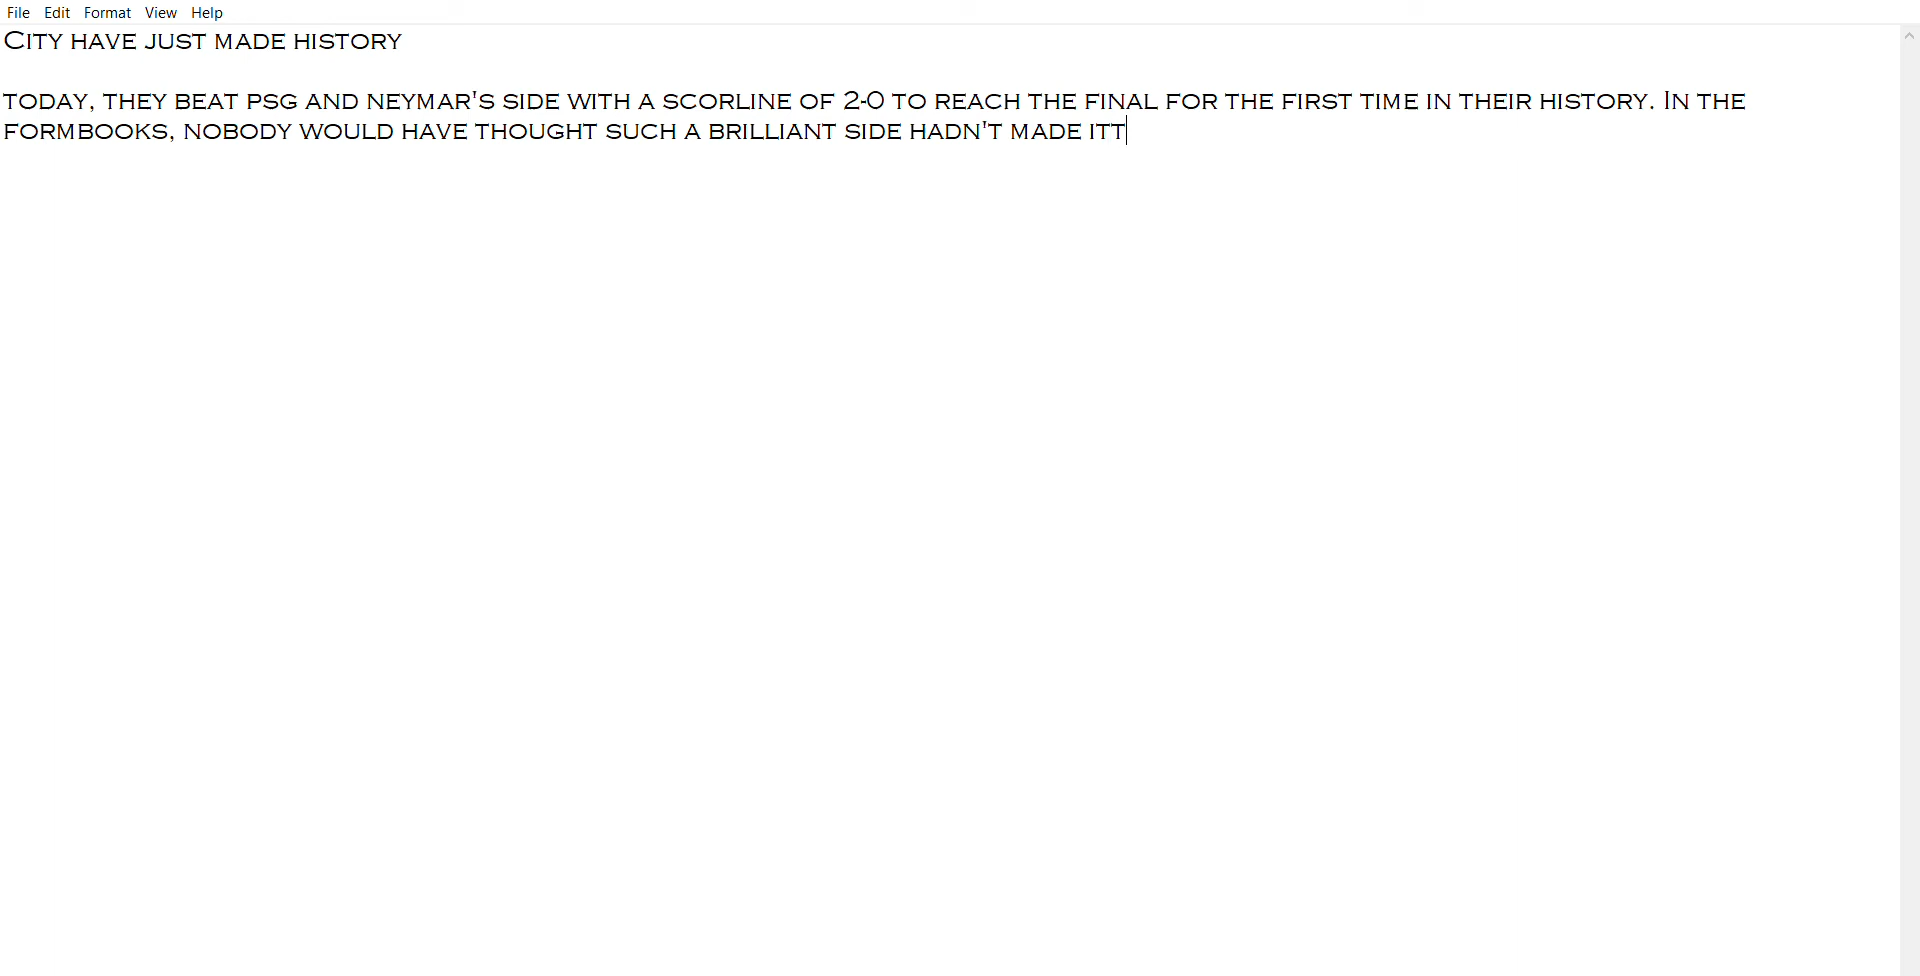 File Edit Format View Help
City have just made history
today, they beat psg and neymar's side with a scorline of 2-0 to reach the final for the first time in their history. In the
formbooks, nobody would have thought such a brilliant side hadn't made itt